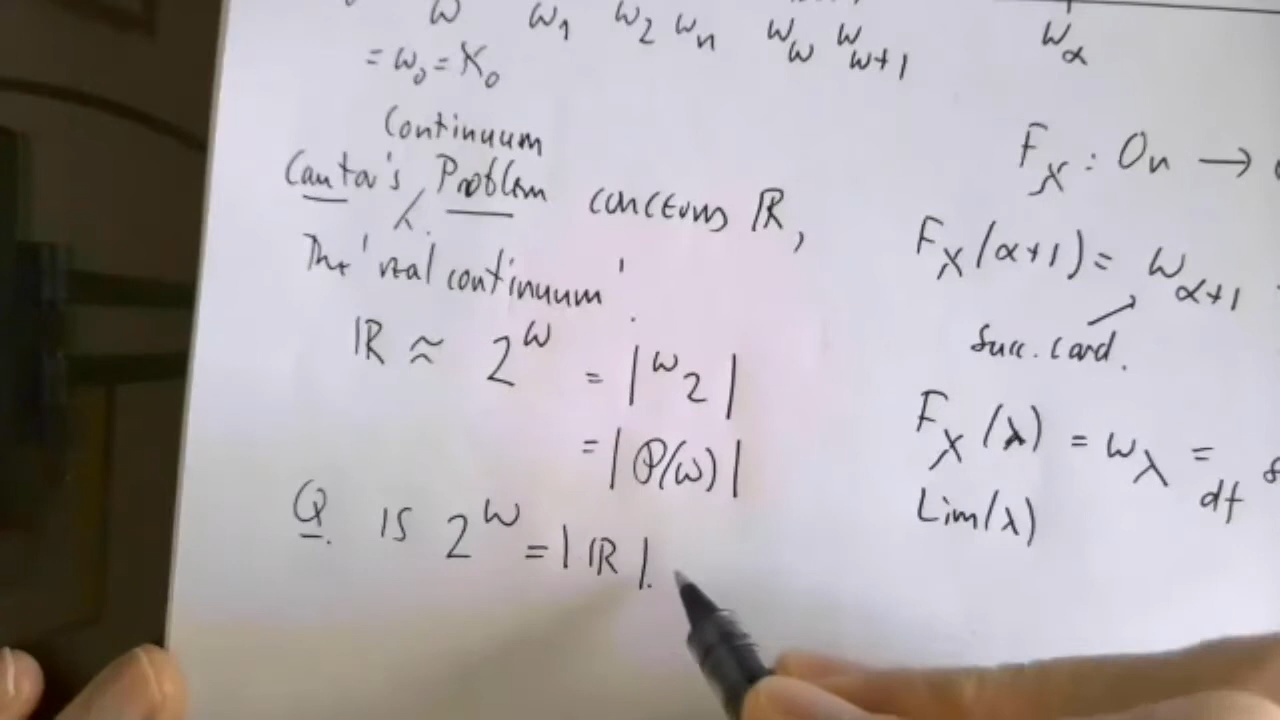 ω ω₁ ω₂ ωₙ ω_ω ω_ω+1 ω_α
= ω₀ = ℵ₀
Continuum
Cantor's Problem concerns ℝ,
The 'real continuum'.
ℝ ≈ 2^ω = |^ω2|
= |℘(ω)|
Q. IS 2^ω = |ℝ|.
F_ℵ : On →
F_ℵ(α+1) = ω_α+1
Succ. Card.
F_ℵ(λ) = ω_λ =df
Lim(λ)